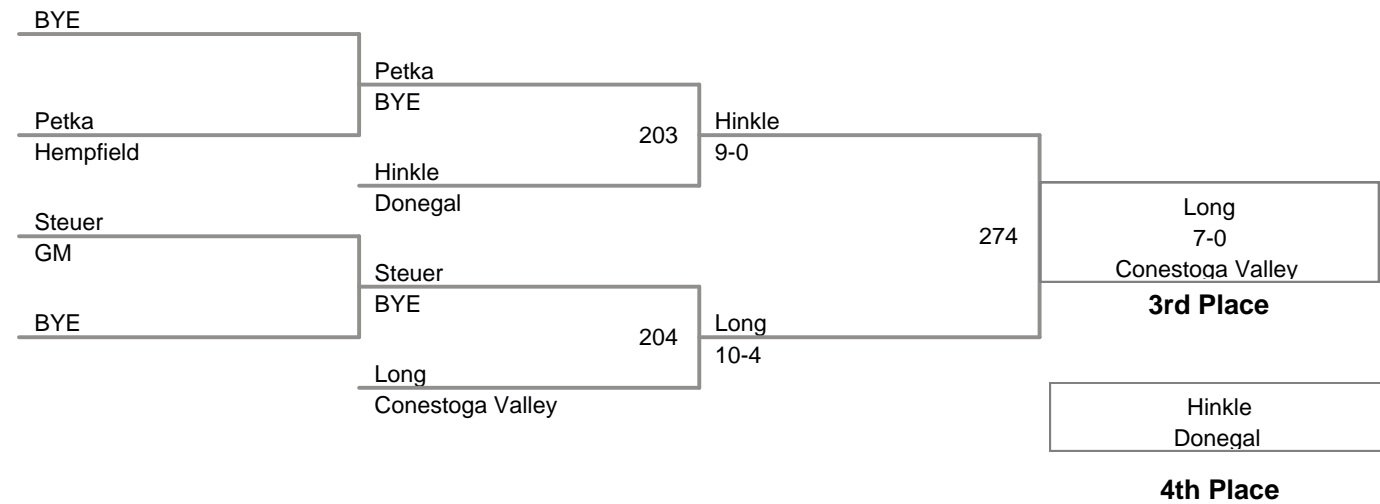 BYE
Petka
BYE
Petka
Hempfield
203
Hinkle
9-0
Hinkle
Donegal
Steuer
GM
274
Long
7-0
Conestoga Valley
3rd Place
Steuer
BYE
BYE
204
Long
10-4
Long
Conestoga Valley
Hinkle
Donegal
4th Place